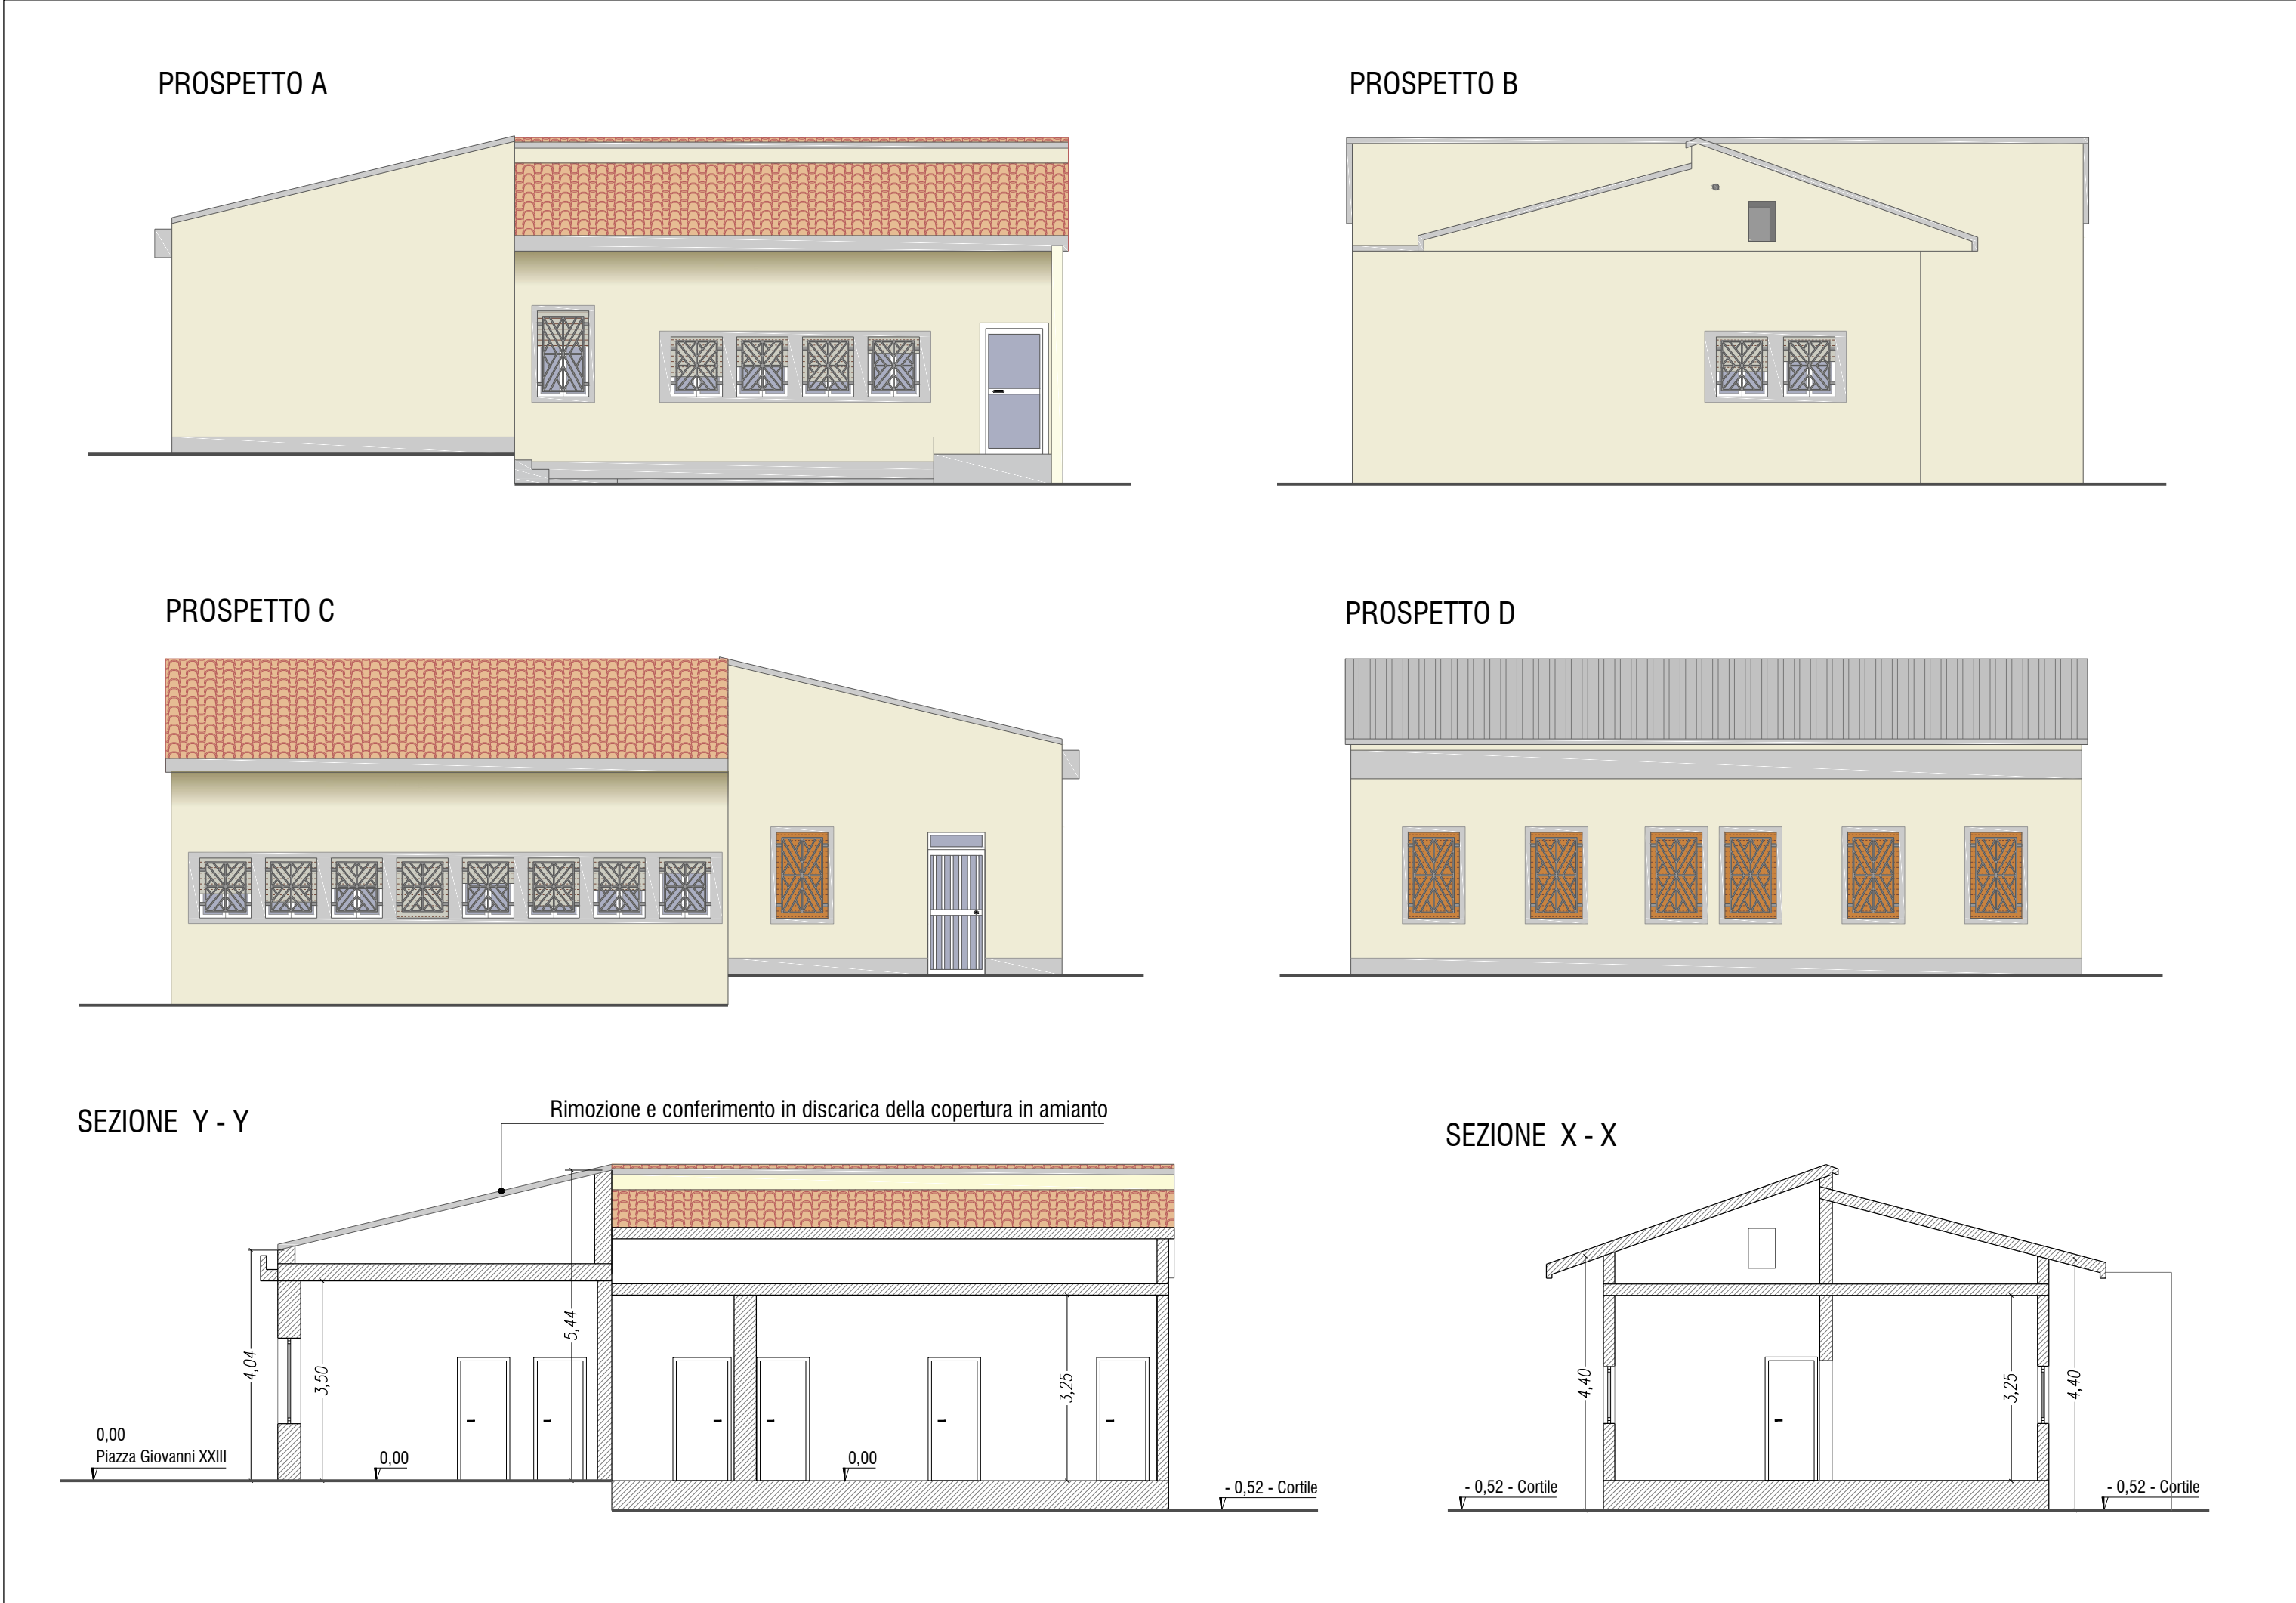 PROSPETTO A
PROSPETTO B
PROSPETTO C
PROSPETTO D
SEZIONE Y - Y
Rimozione e conferimento in discarica della copertura in amianto
4,04
3,50
5,44
3,25
0,00
Piazza Giovanni XXIII
0,00
0,00
- 0,52 - Cortile
SEZIONE X - X
4,40
3,25
4,40
- 0,52 - Cortile
- 0,52 - Cortile